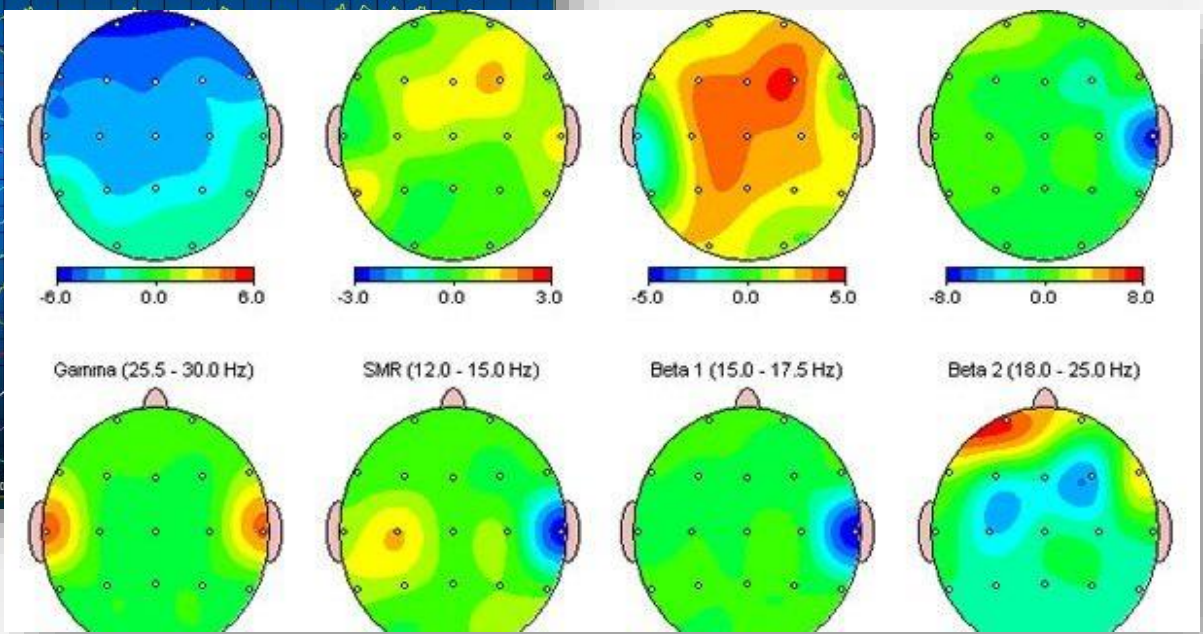 -6.0 0.0 6.0
-3.0 0.0 3.0
-5.0 0.0 5.0
-8.0 0.0 8.0
Gamma (25.5 - 30.0 Hz)
SMR (12.0 - 15.0 Hz)
Beta 1 (15.0 - 17.5 Hz)
Beta 2 (18.0 - 25.0 Hz)